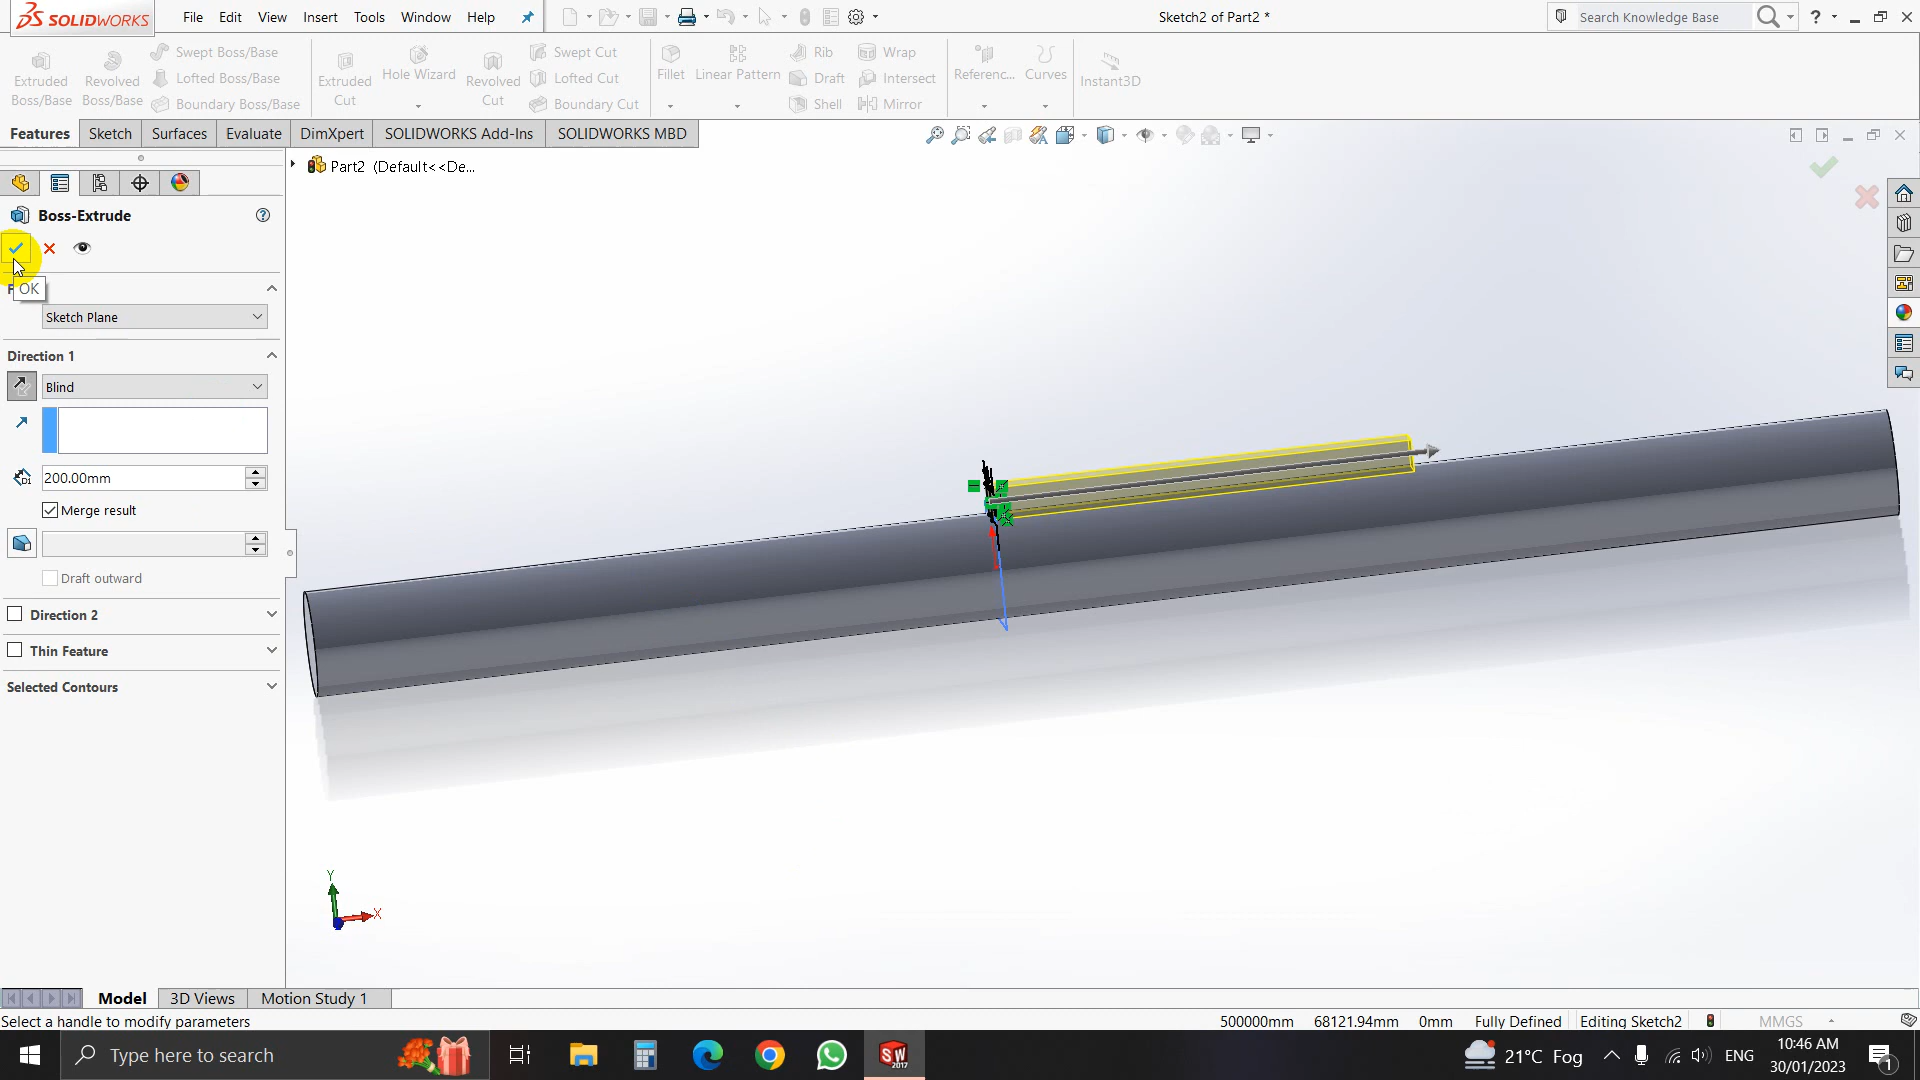 SOLIDWORKS File Edit View Insert Tools Window Help Sketch2 of Part2 * Search Knowledge Base ?
Extruded Boss/Base
Revolved Boss/Base
Swept Boss/Base
Lofted Boss/Base
Boundary Boss/Base
Extruded Cut
Hole Wizard
Revolved Cut
Swept Cut
Lofted Cut
Boundary Cut
Fillet
Linear Pattern
Rib
Draft
Shell
Wrap
Intersect
Mirror
Referenc...
Curves
Instant3D
Features Sketch Surfaces Evaluate DimXpert SOLIDWORKS Add-Ins SOLIDWORKS MBD
Part2 (Default<<De...
Boss-Extrude
OK
Sketch Plane
Direction 1
Blind
200.00mm
Merge result
Draft outward
Direction 2
Thin Feature
Selected Contours
Y
X
Model 3D Views Motion Study 1
Select a handle to modify parameters 500000mm 68121.94mm 0mm Fully Defined Editing Sketch2 MMGS
Type here to search SW 2017 21°C Fog ENG 10:46 AM
30/01/2023 1